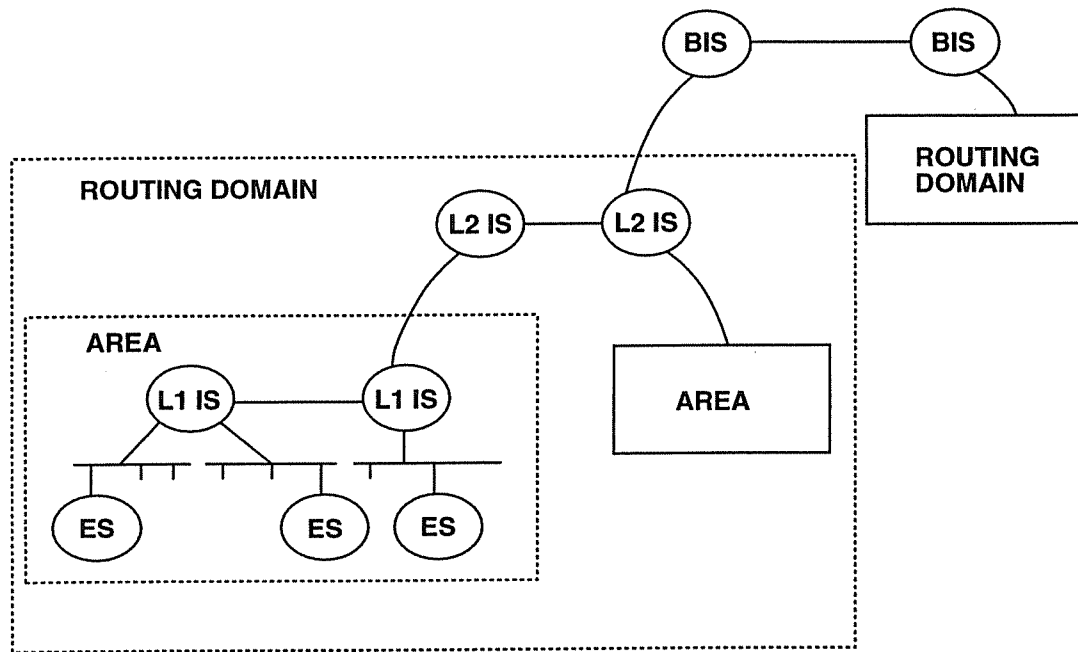 BIS
BIS
ROUTING
DOMAIN
ROUTING DOMAIN
L2 IS
L2 IS
AREA
L1 IS
L1 IS
AREA
ES
ES
ES